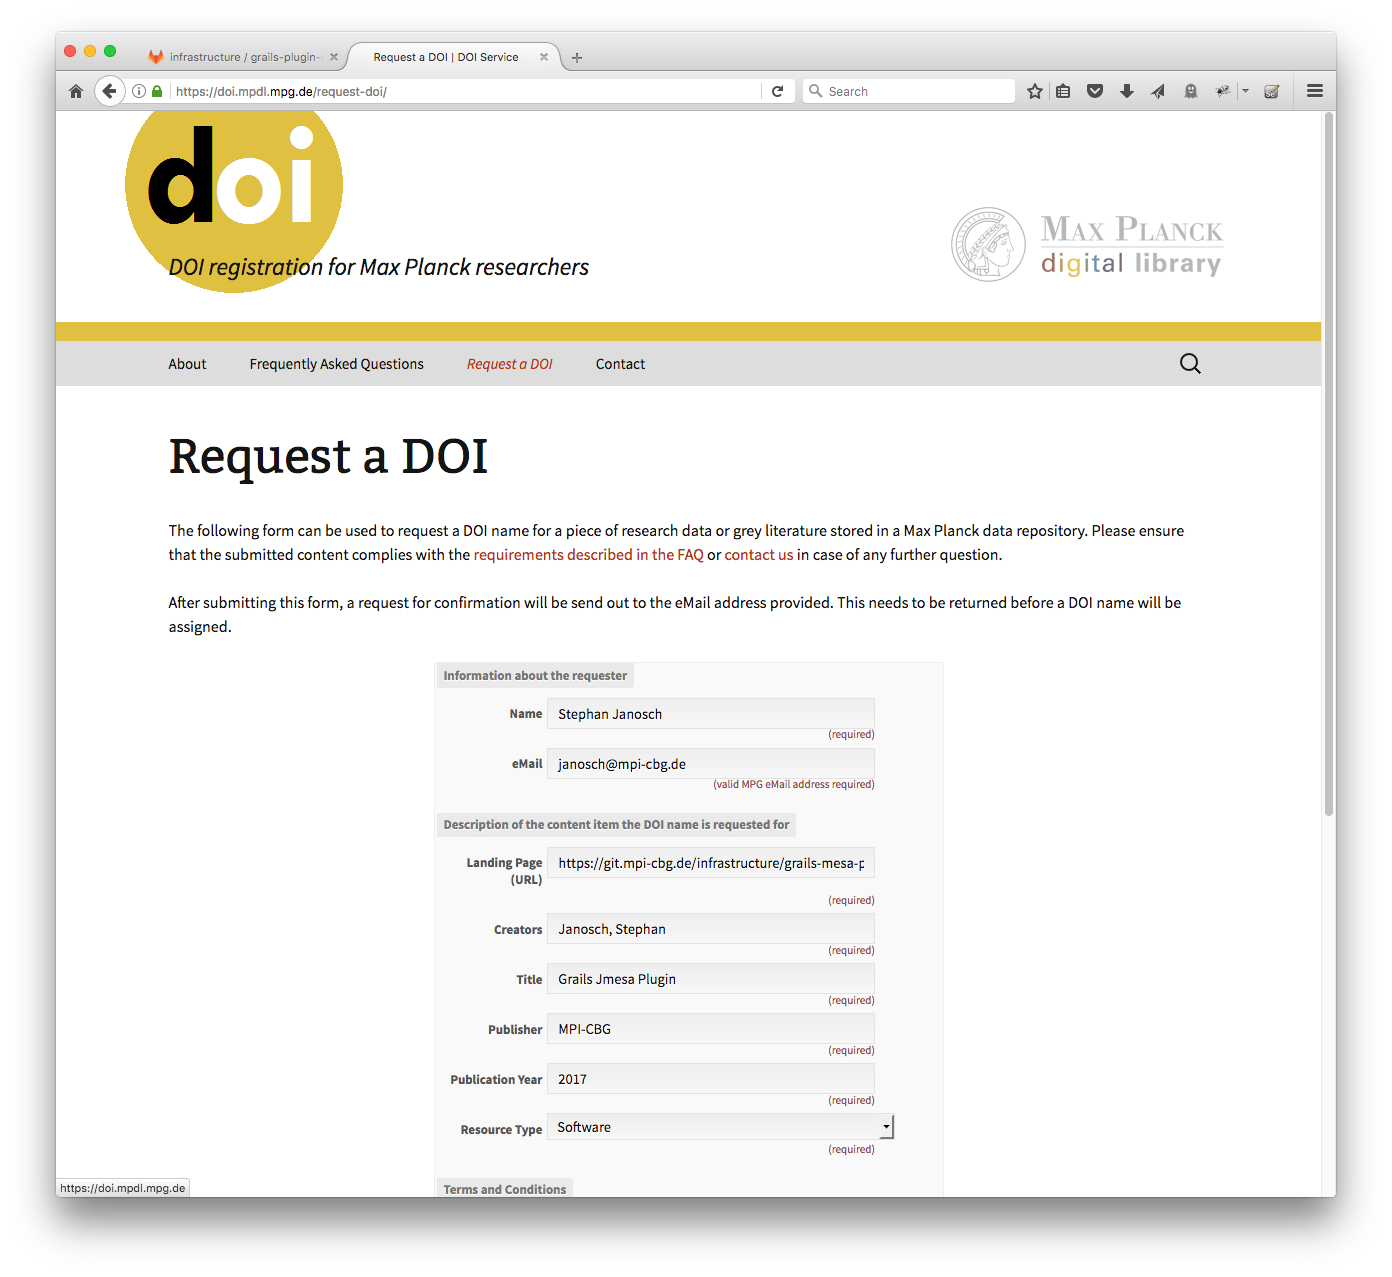 infrastructure / grails-plugin-
Request a DOI | DOI Service
https://doi.mpdl.mpg.de/request-doi/
Search
doi
DOI registration for Max Planck researchers
MAX PLANCK
digital library
About
Frequently Asked Questions
Request a DOI
Contact
Request a DOI
The following form can be used to request a DOI name for a piece of research data or grey literature stored in a Max Planck data repository. Please ensure
that the submitted content complies with the requirements described in the FAQ or contact us in case of any further question.
After submitting this form, a request for confirmation will be send out to the eMail address provided. This needs to be returned before a DOI name will be
assigned.
Information about the requester
Name Stephan Janosch
(required)
eMail janosch@mpi-cbg.de
(valid MPG eMail address required)
Description of the content item the DOI name is requested for
Landing Page https://git.mpi-cbg.de/infrastructure/grails-mesa-p
(URL)
(required)
Creators Janosch, Stephan
(required)
Title Grails Jmesa Plugin
(required)
Publisher MPI-CBG
(required)
Publication Year 2017
(required)
Resource Type Software
(required)
Terms and Conditions
https://doi.mpdl.mpg.de